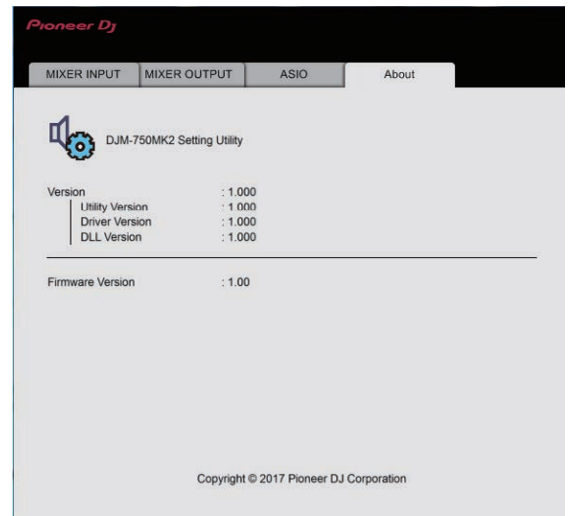 Pioneer Dj
MIXER INPUT MIXER OUTPUT ASIO About
DJM-750MK2 Setting Utility
Version : 1.000
Utility Version : 1.000
Driver Version : 1.000
DLL Version : 1.000
Firmware Version : 1.00
Copyright © 2017 Pioneer DJ Corporation